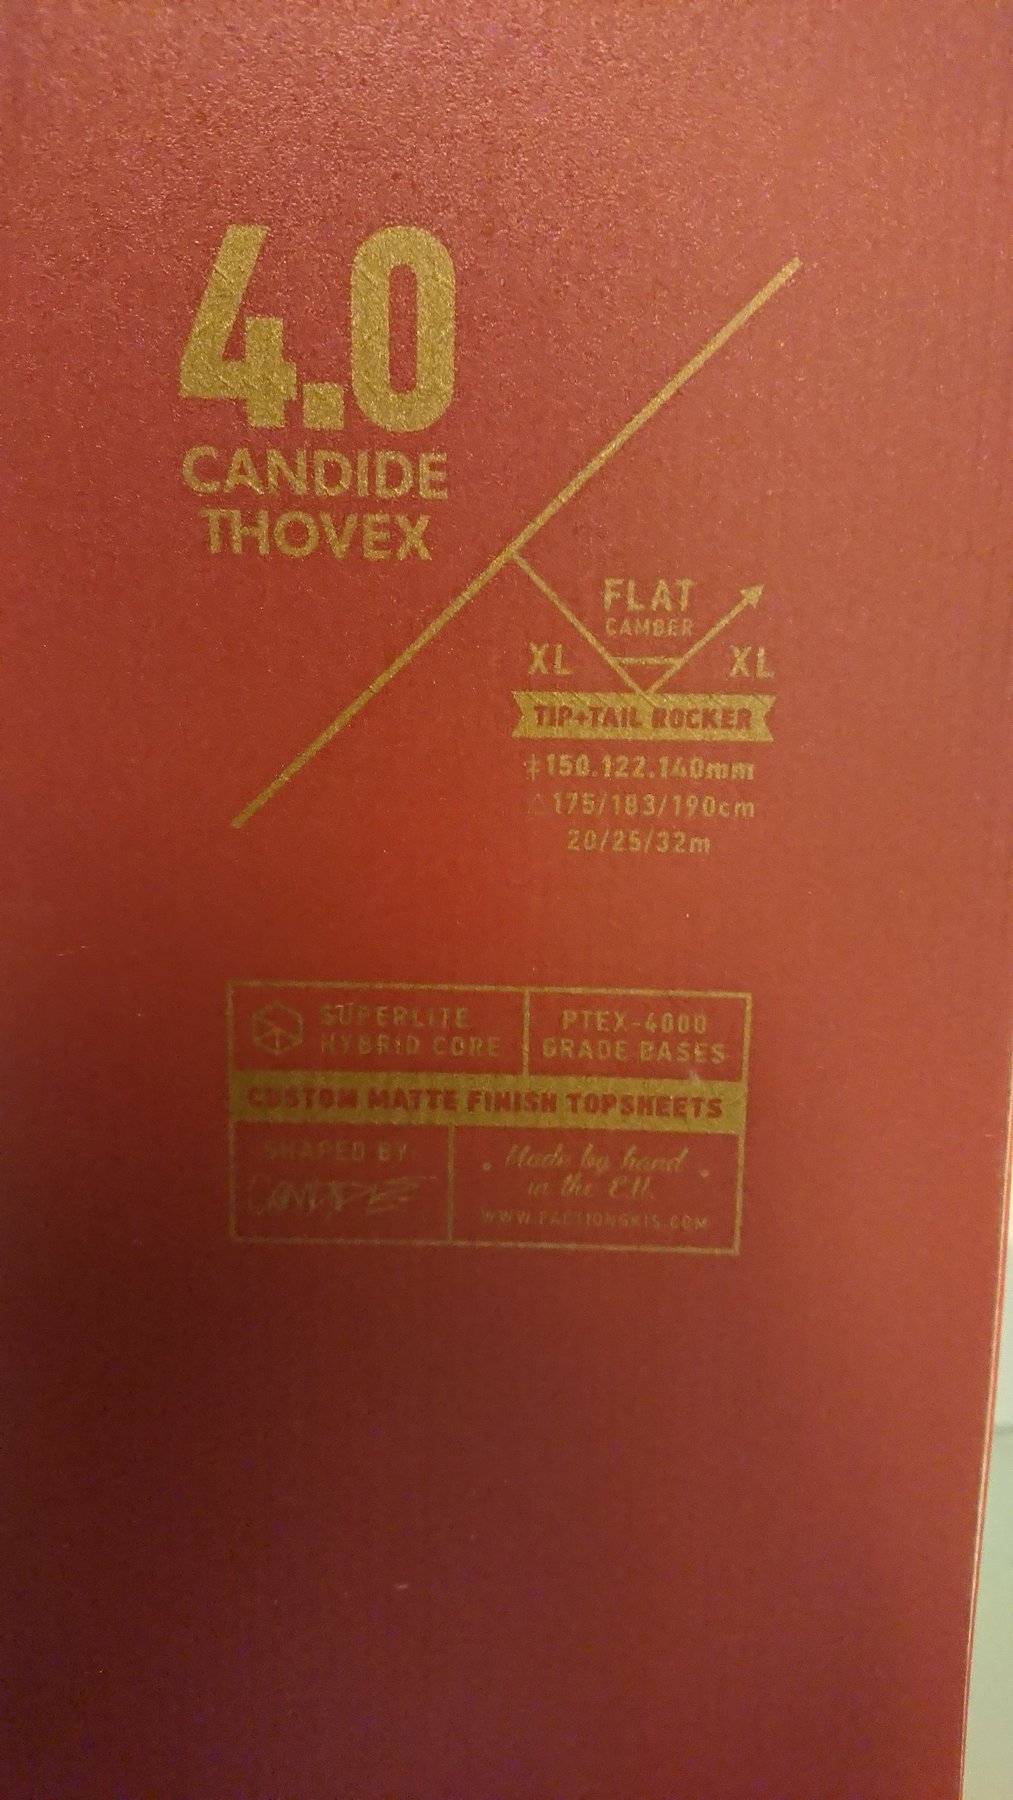 4.0
CANDIDE
THOVEX
FLAT
CAMBER
XL XL
TIP+TAIL ROCKER
‡150.122.140mm
△175/183/190cm
20/25/32m
SUPERLITE
HYBRID CORE
PTEX-4000
GRADE BASES
CUSTOM MATTE FINISH TOPSHEETS
SHAPED BY
CANDIDE
. Made by hand .
in the E.U.
WWW.FACTIONSKIS.COM